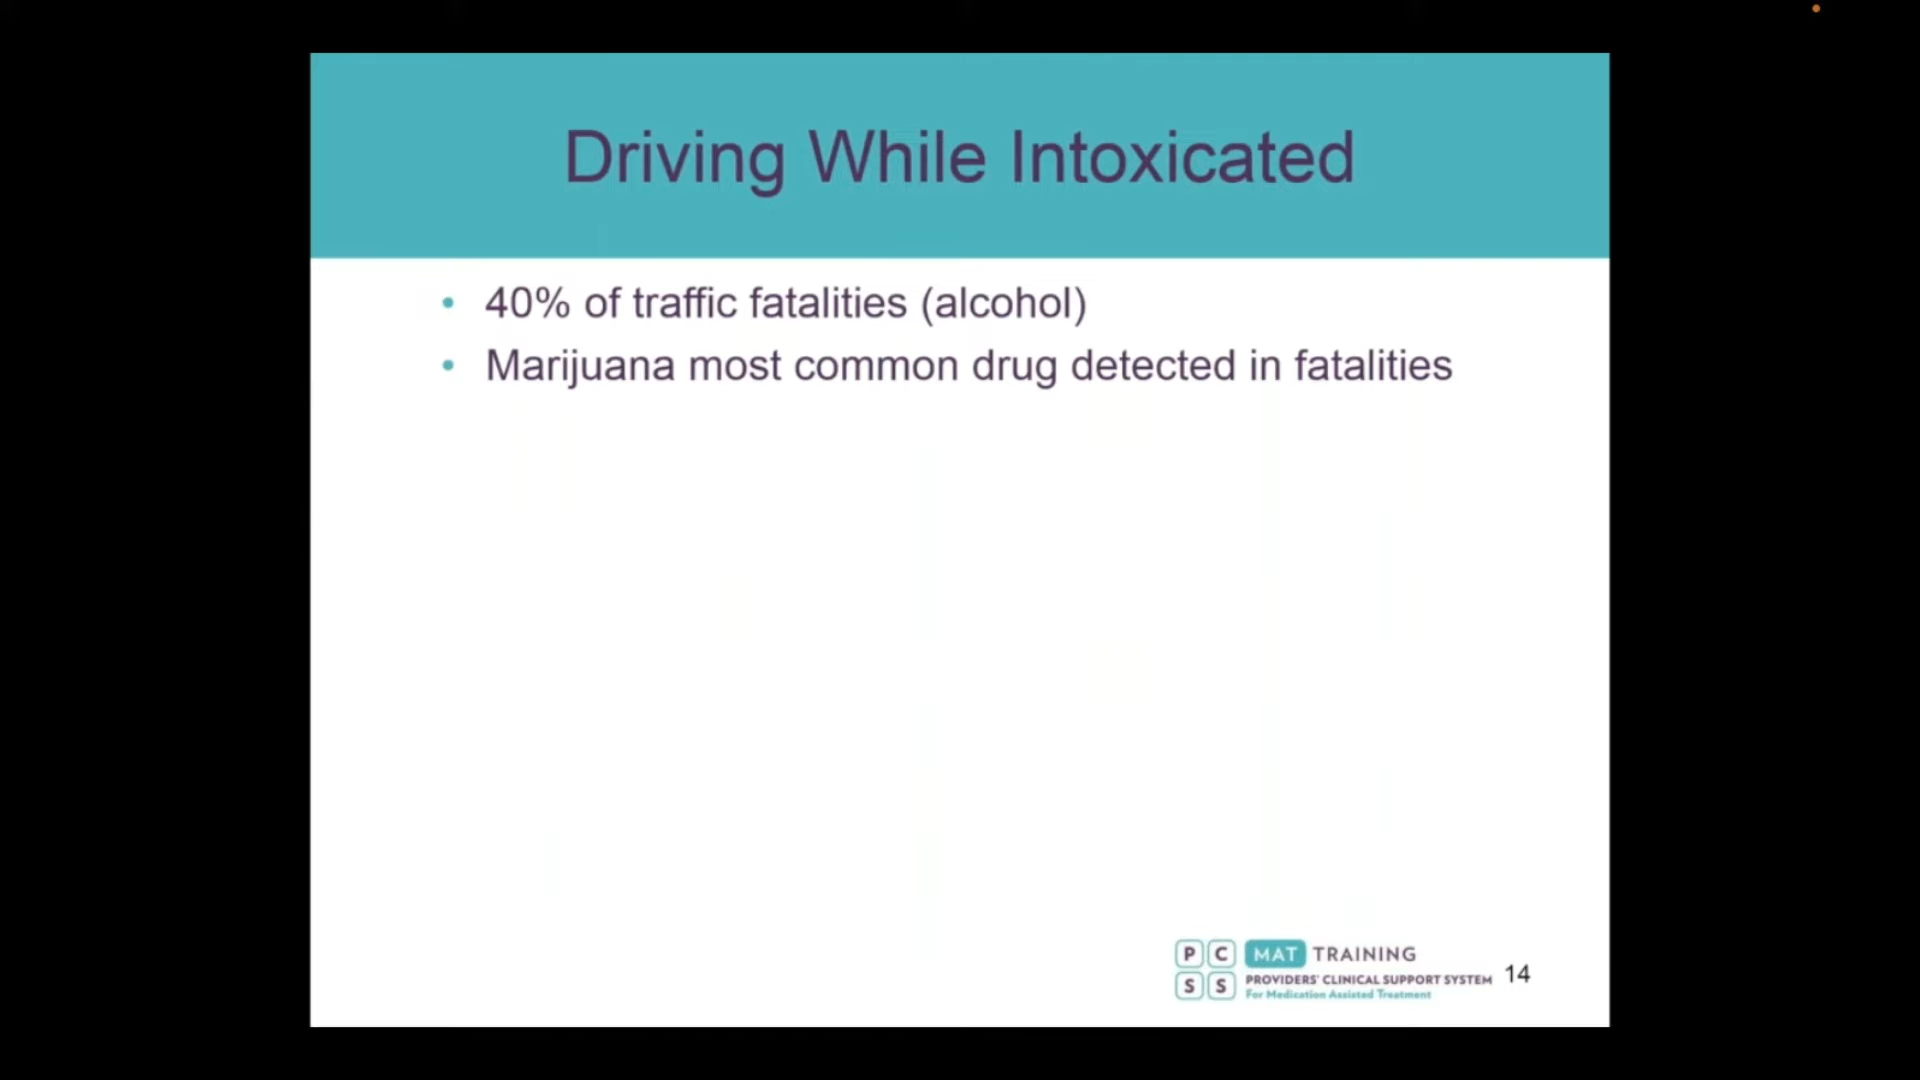 Driving While Intoxicated
• 40% of traffic fatalities (alcohol)
• Marijuana most common drug detected in fatalities
P C
S S
MAT TRAINING
PROVIDERS' CLINICAL SUPPORT SYSTEM
For Medication Assisted Treatment
14